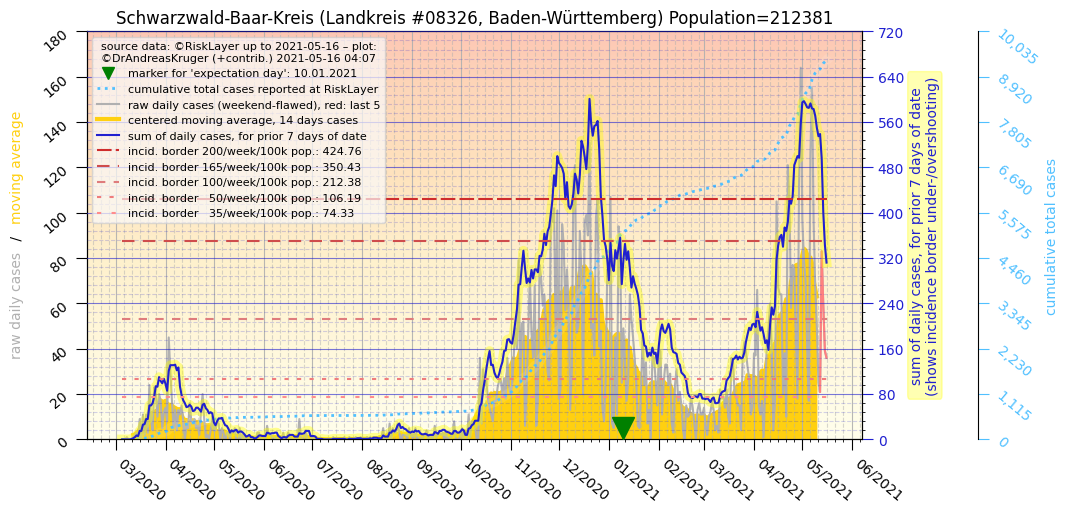 Schwarzwald-Baar-Kreis (Landkreis #08326, Baden-Württemberg) Population=212381
source data: ©RiskLayer up to 2021-05-16 – plot:
©DrAndreasKruger (+contrib.) 2021-05-16 04:07
marker for 'expectation day': 10.01.2021
cumulative total cases reported at RiskLayer
raw daily cases (weekend-flawed), red: last 5
centered moving average, 14 days cases
sum of daily cases, for prior 7 days of date
incid. border 200/week/100k pop.: 424.76
incid. border 165/week/100k pop.: 350.43
incid. border 100/week/100k pop.: 212.38
incid. border 50/week/100k pop.: 106.19
incid. border 35/week/100k pop.: 74.33
raw daily cases / moving average
180
160
140
120
100
80
60
40
20
0
720
640
560
480
400
320
240
160
80
0
sum of daily cases, for prior 7 days of date
(shows incidence border under-/overshooting)
10,035
8,920
7,805
6,690
5,575
4,460
3,345
2,230
1,115
0
cumulative total cases
03/2020
04/2020
05/2020
06/2020
07/2020
08/2020
09/2020
10/2020
11/2020
12/2020
01/2021
02/2021
03/2021
04/2021
05/2021
06/2021